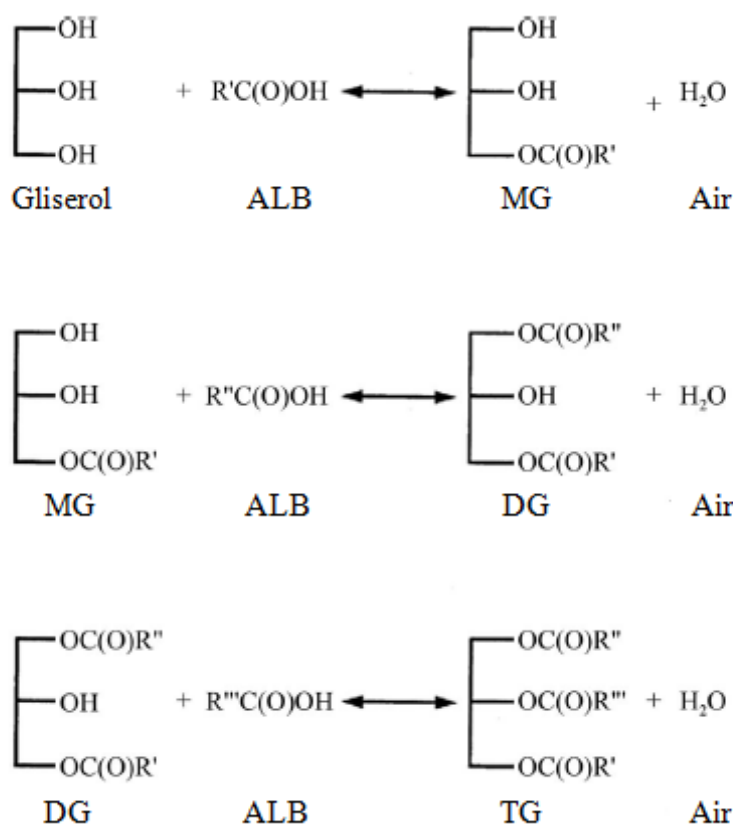 OH
OH + R'C(O)OH OH + H₂O
OH OC(O)R'
Gliserol ALB MG Air
OH OC(O)R"
OH + R"C(O)OH OH + H₂O
OC(O)R' OC(O)R'
MG ALB DG Air
OC(O)R" OC(O)R"
OH + R'''C(O)OH OC(O)R''' + H₂O
OC(O)R' OC(O)R'
DG ALB TG Air